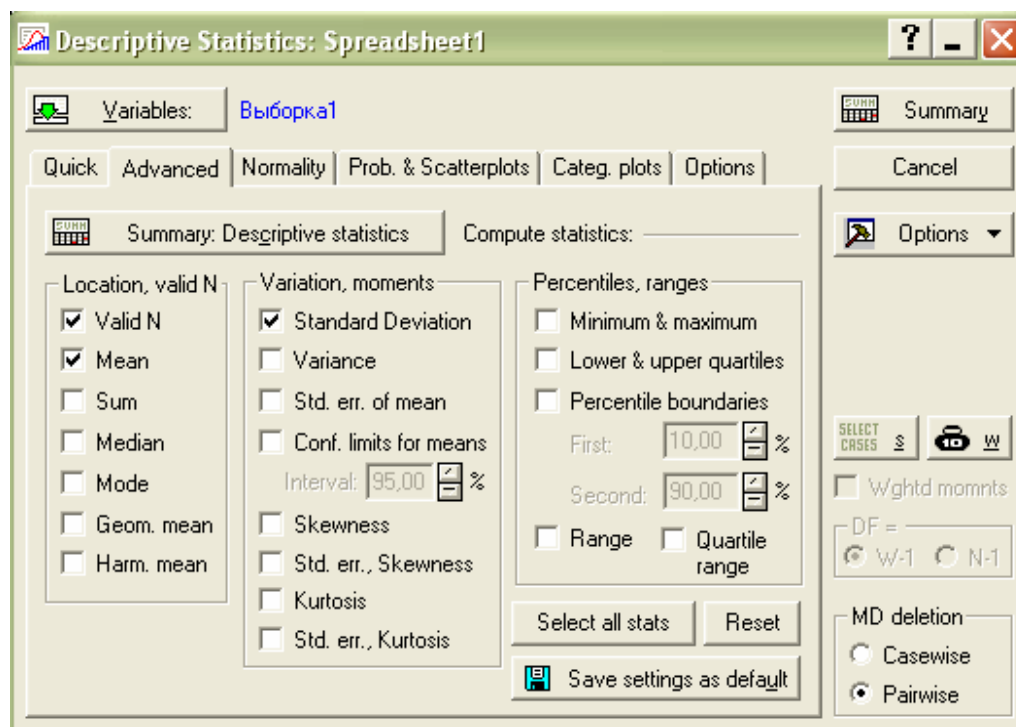 Descriptive Statistics: Spreadsheet1
?
Variables: Выборка1
SUMM Summary
Quick Advanced Normality Prob. & Scatterplots Categ. plots Options
Cancel
SUMM Summary: Descriptive statistics Compute statistics:
Options
Location, valid N
Valid N
Mean
Sum
Median
Mode
Geom. mean
Harm. mean
Variation, moments
Standard Deviation
Variance
Std. err. of mean
Conf. limits for means
Interval: 95,00 %
Skewness
Std. err., Skewness
Kurtosis
Std. err., Kurtosis
Percentiles, ranges
Minimum & maximum
Lower & upper quartiles
Percentile boundaries
First: 10,00 %
Second: 90,00 %
Range Quartile
range
Select all stats Reset
Save settings as default
SELECT
CASES S W
Wghtd momnts
DF =
W-1 N-1
MD deletion
Casewise
Pairwise